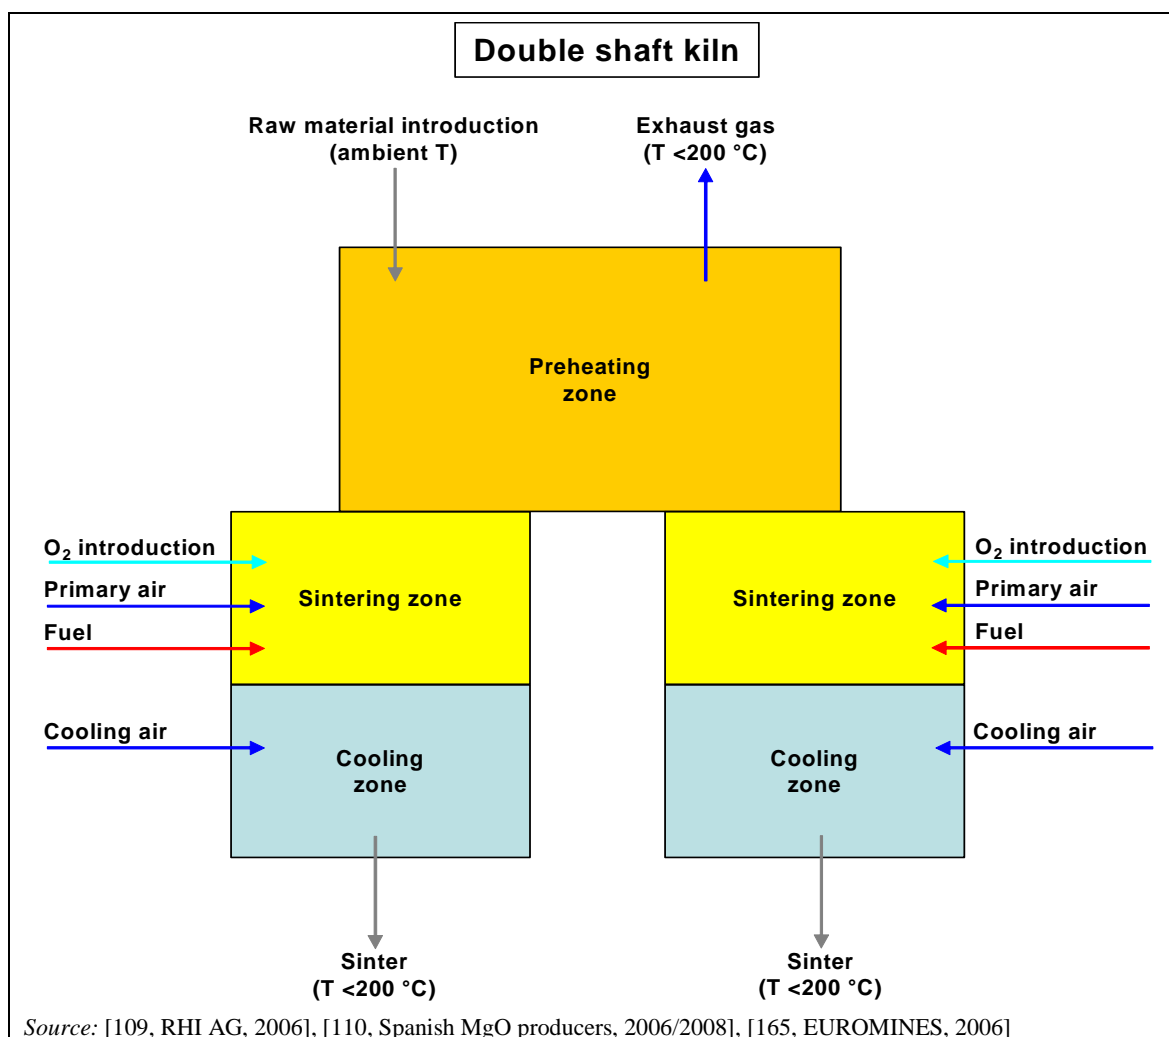 Double shaft kiln
Raw material introduction
(ambient T)
Exhaust gas
(T <200 °C)
Preheating
zone
O₂ introduction
Primary air
Fuel
Sintering zone
Sintering zone
O₂ introduction
Primary air
Fuel
Cooling air
Cooling
zone
Cooling
zone
Cooling air
Sinter
(T <200 °C)
Sinter
(T <200 °C)
Source: [109, RHI AG, 2006], [110, Spanish MgO producers, 2006/2008], [165, EUROMINES, 2006]